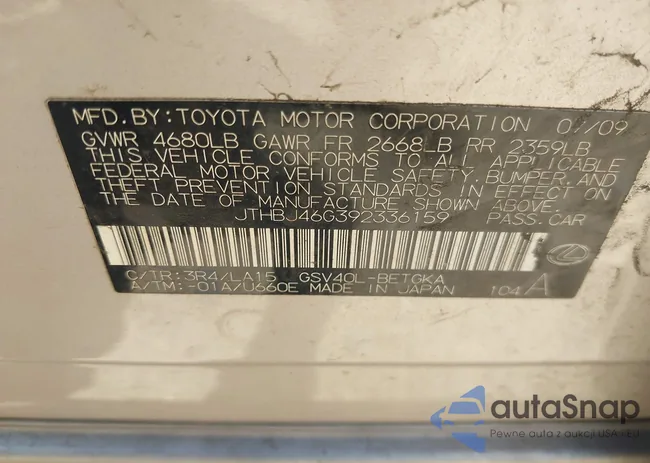 MFD. BY: TOYOTA MOTOR CORPORATION 01/09
GVWR 4680LB GAWR FR 2668LB RR 2359LB
THIS VEHICLE CONFORMS TO ALL APPLICABLE
FEDERAL MOTOR VEHICLE SAFETY, BUMPER, AND
THEFT PREVENTION STANDARDS IN EFFECT ON
THE DATE OF MANUFACTURE SHOWN ABOVE.
JTHBJ46G392336159 PASS.CAR
C/TR:3R4/LA15 GSV40L-BETGKA
A/TM:-01A/U660E MADE IN JAPAN 104 A
autaSnap
Pewne auta z aukcji USA - EU